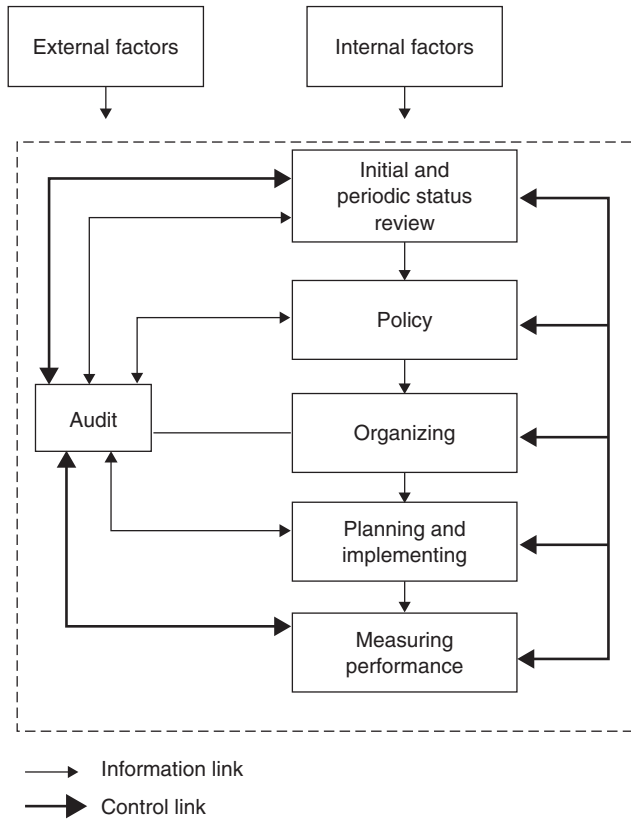 External factors
Internal factors
Initial and
periodic status
review
Policy
Audit
Organizing
Planning and
implementing
Measuring
performance
Information link
Control link